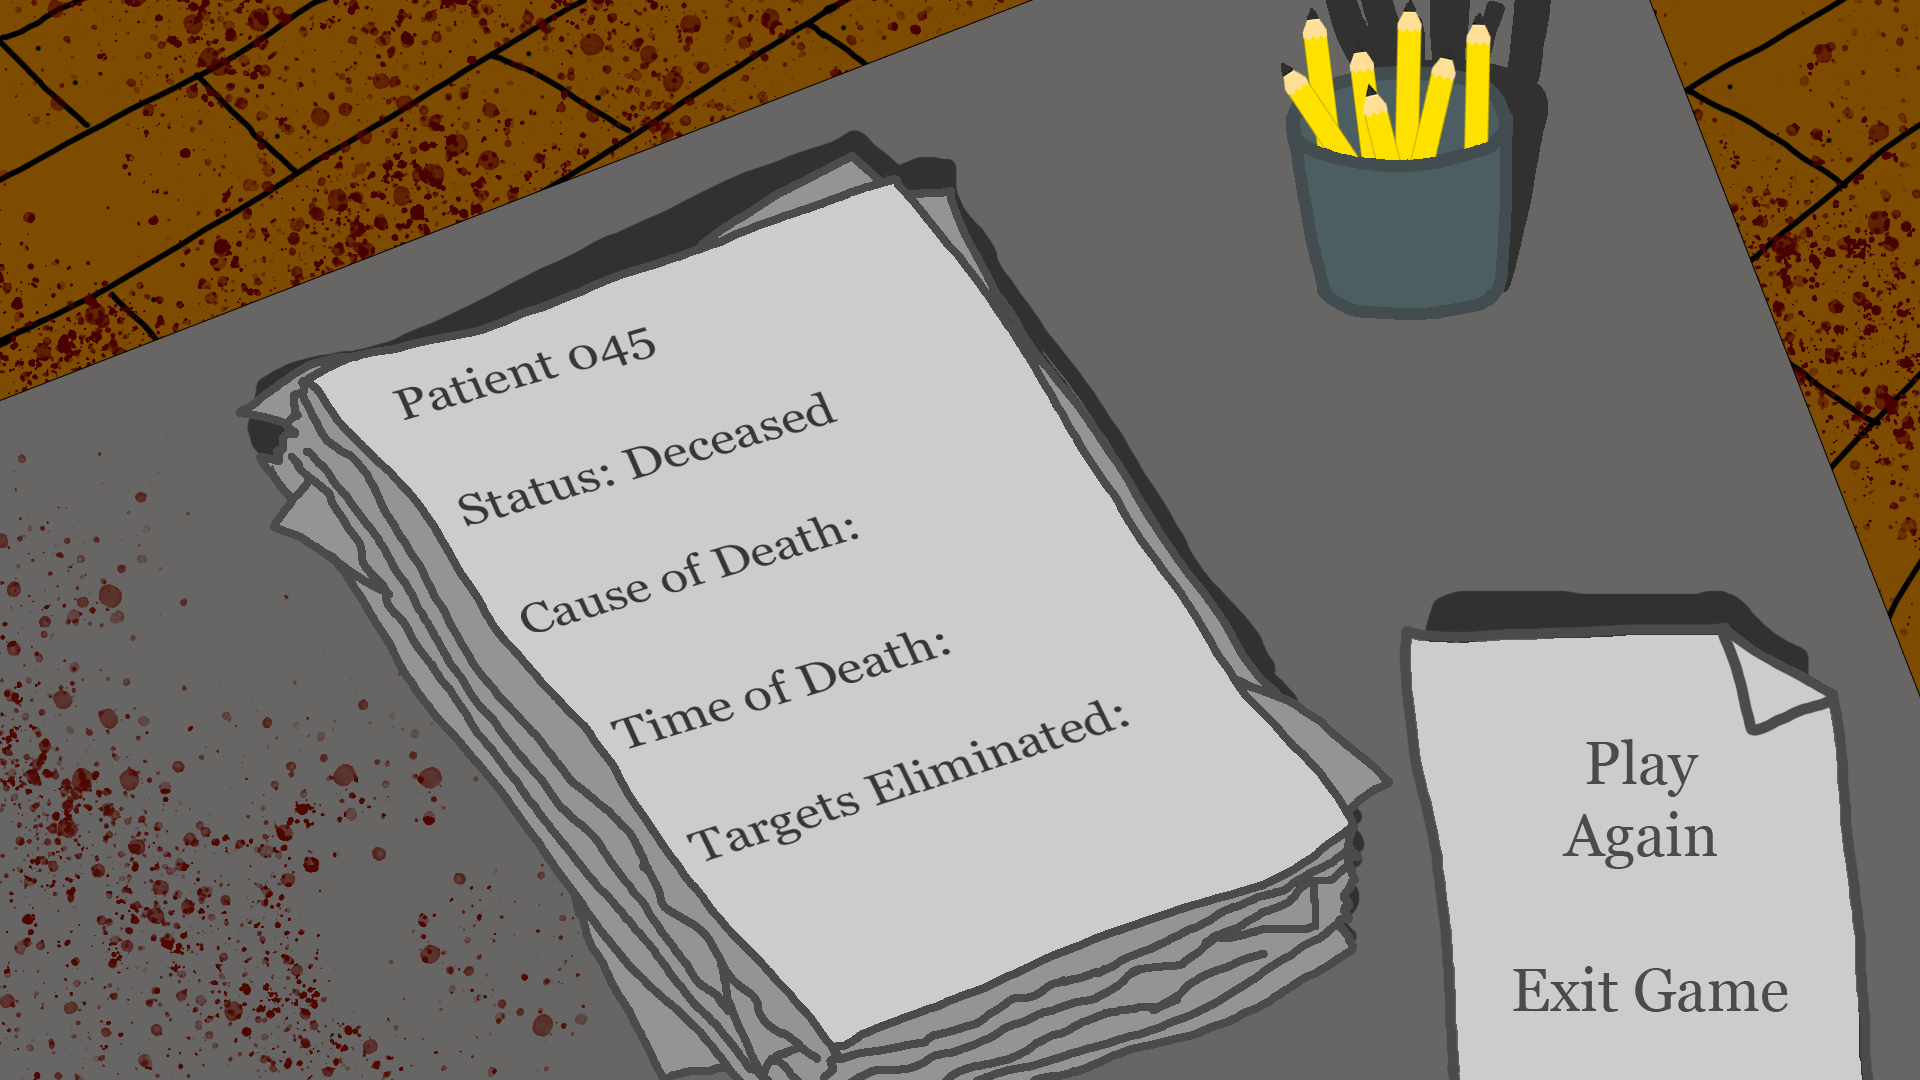 Patient 045
Status: Deceased
Cause of Death:
Time of Death:
Targets Eliminated:
Play
Again
Exit Game